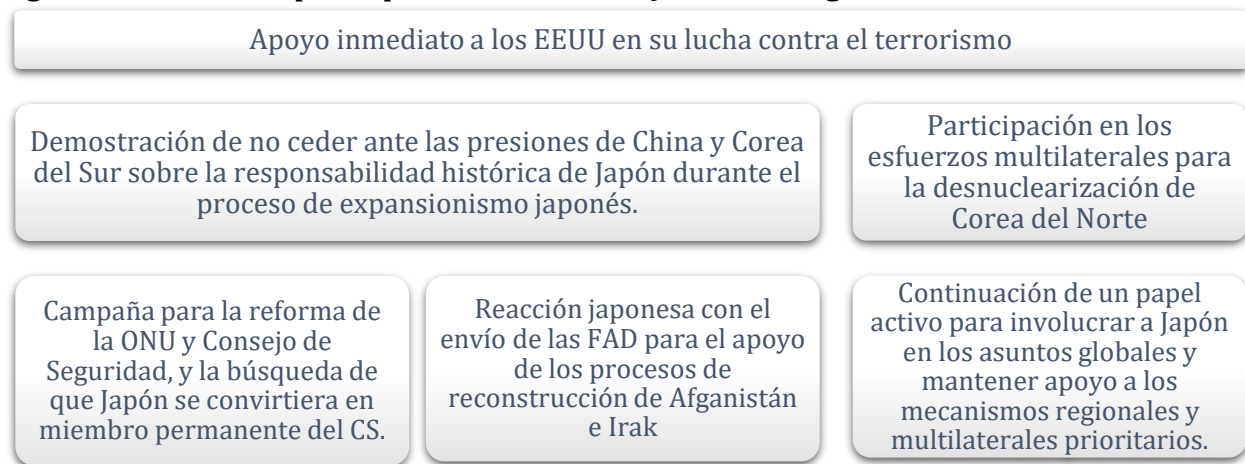 Apoyo inmediato a los EEUU en su lucha contra el terrorismo
Demostración de no ceder ante las presiones de China y Corea
del Sur sobre la responsabilidad histórica de Japón durante el
proceso de expansionismo japonés.
Participación en los
esfuerzos multilaterales para
la desnuclearización de
Corea del Norte
Campaña para la reforma de
la ONU y Consejo de
Seguridad, y la búsqueda de
que Japón se convirtiera en
miembro permanente del CS.
Reacción japonesa con el
envío de las FAD para el apoyo
de los procesos de
reconstrucción de Afganistán
e Irak
Continuación de un papel
activo para involucrar a Japón
en los asuntos globales y
mantener apoyo a los
mecanismos regionales y
multilaterales prioritarios.